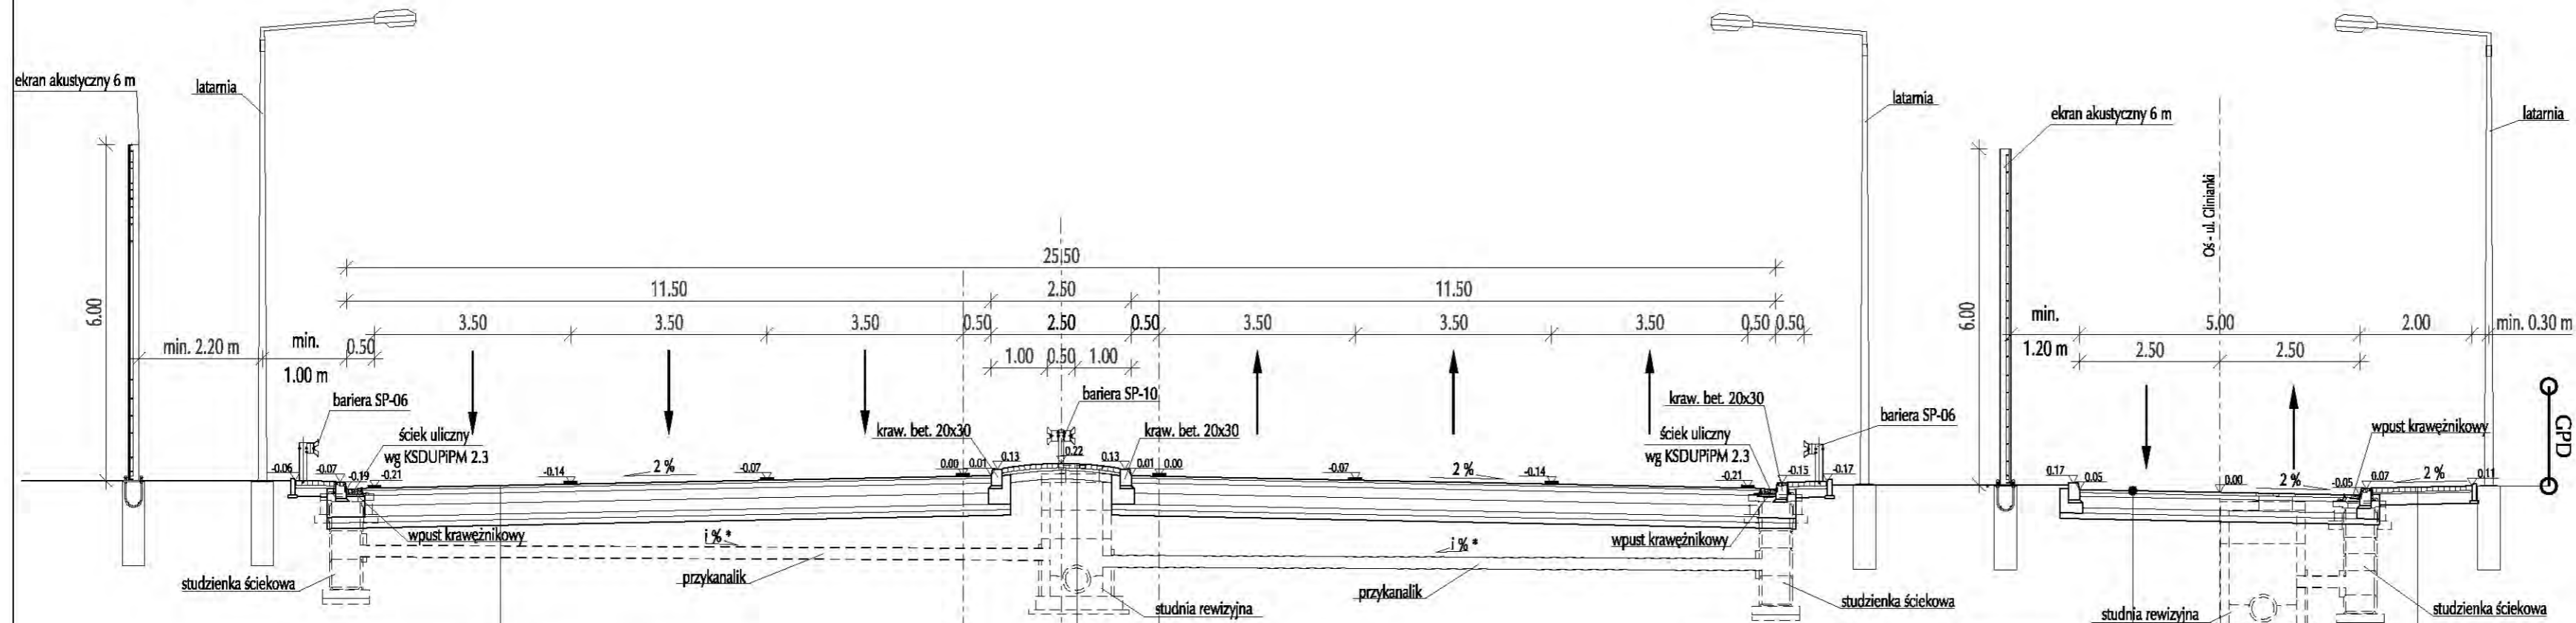 ekran akustyczny 6 m
latarnia
latarnia
ekran akustyczny 6 m
latarnia
Oś - ul. Clinianki
25.50
11.50
2.50
11.50
6.00
3.50
3.50
3.50
0.50
2.50
0.50
3.50
3.50
3.50
0.50
0.50
6.00
min.
1.20 m
5.00
2.00
min. 0.30 m
min. 2.20 m
min.
1.00 m
0.50
1.00
0.50
1.00
2.50
2.50
bariera SP-06
bariera SP-10
kraw. bet. 20x30
bariera SP-06
ściek uliczny
wg KSDUPiPM 2.3
kraw. bet. 20x30
kraw. bet. 20x30
ściek uliczny
wg KSDUPiPM 2.3
wpust krawężnikowy
GPD
-0.06
-0.07
-0.19
-0.21
-0.14
2 %
-0.07
0.00
0.01
0.13
0.22
0.13
0.01
0.00
-0.07
2 %
-0.14
-0.21
-0.15
-0.17
0.17
0.05
0.00
2 %
-0.05
0.07
2 %
0.11
wpust krawężnikowy
i % *
i % *
wpust krawężnikowy
studzienka ściekowa
przykanalik
studnia rewizyjna
przykanalik
studzienka ściekowa
studnia rewizyjna
studzienka ściekowa